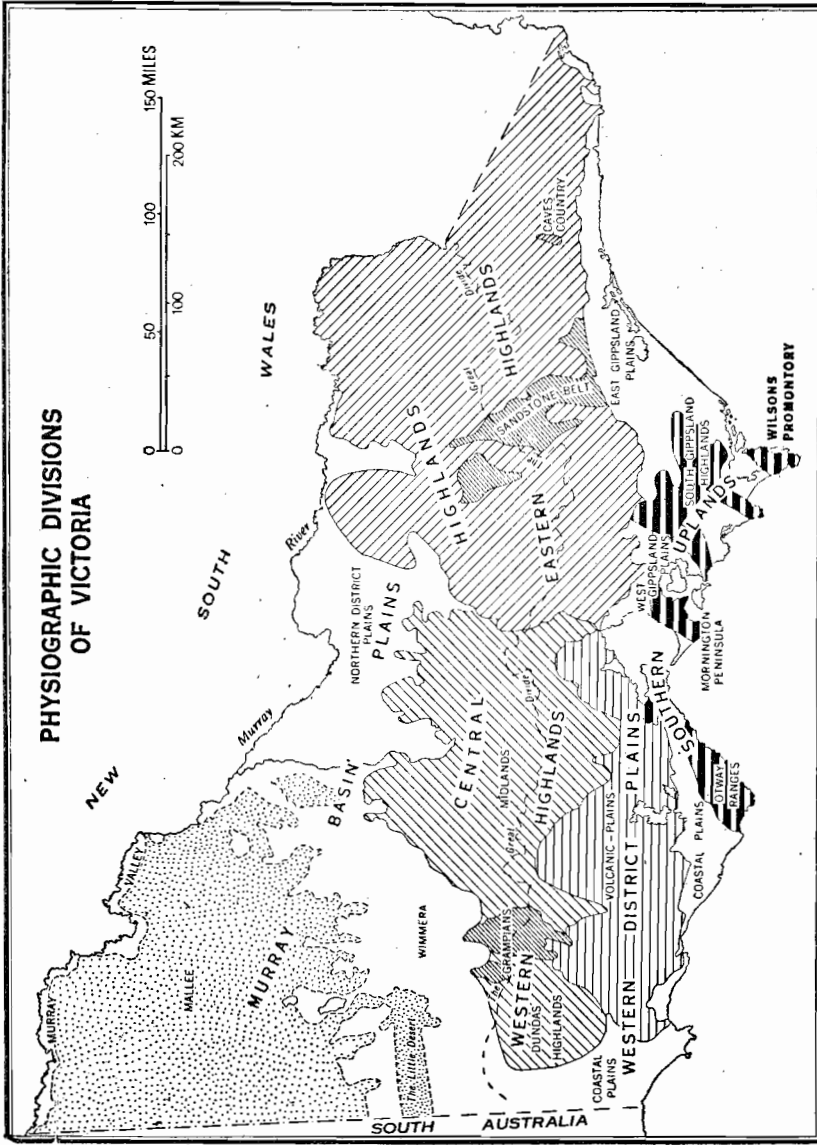 PHYSIOGRAPHIC DIVISIONS
OF VICTORIA
0 50 100 150 MILES
0 100 200 KM
NEW
SOUTH
WALES
MURRAY
VALLEY
Murray
River
MALLEE
MURRAY
BASIN
PLAINS
NORTHERN DISTRICT
PLAINS
The Little Desert
WIMMERA
SOUTH
AUSTRALIA
WESTERN
HIGHLANDS
DUNDAS
HIGHLANDS
The
GRAMPIANS
Great
Divide
CENTRAL
HIGHLANDS
MIDLANDS
EASTERN
HIGHLANDS
Great
Divide
SANDSTONE BELT
CAVES
COUNTRY
EAST GIPPSLAND
PLAINS
WEST
GIPPSLAND
PLAINS
SOUTH GIPPSLAND
HIGHLANDS
WILSONS
PROMONTORY
MORNINGTON
PENINSULA
SOUTHERN
UPLANDS
OTWAY
RANGES
VOLCANIC - PLAINS
WESTERN DISTRICT PLAINS
COASTAL PLAINS
COASTAL
PLAINS